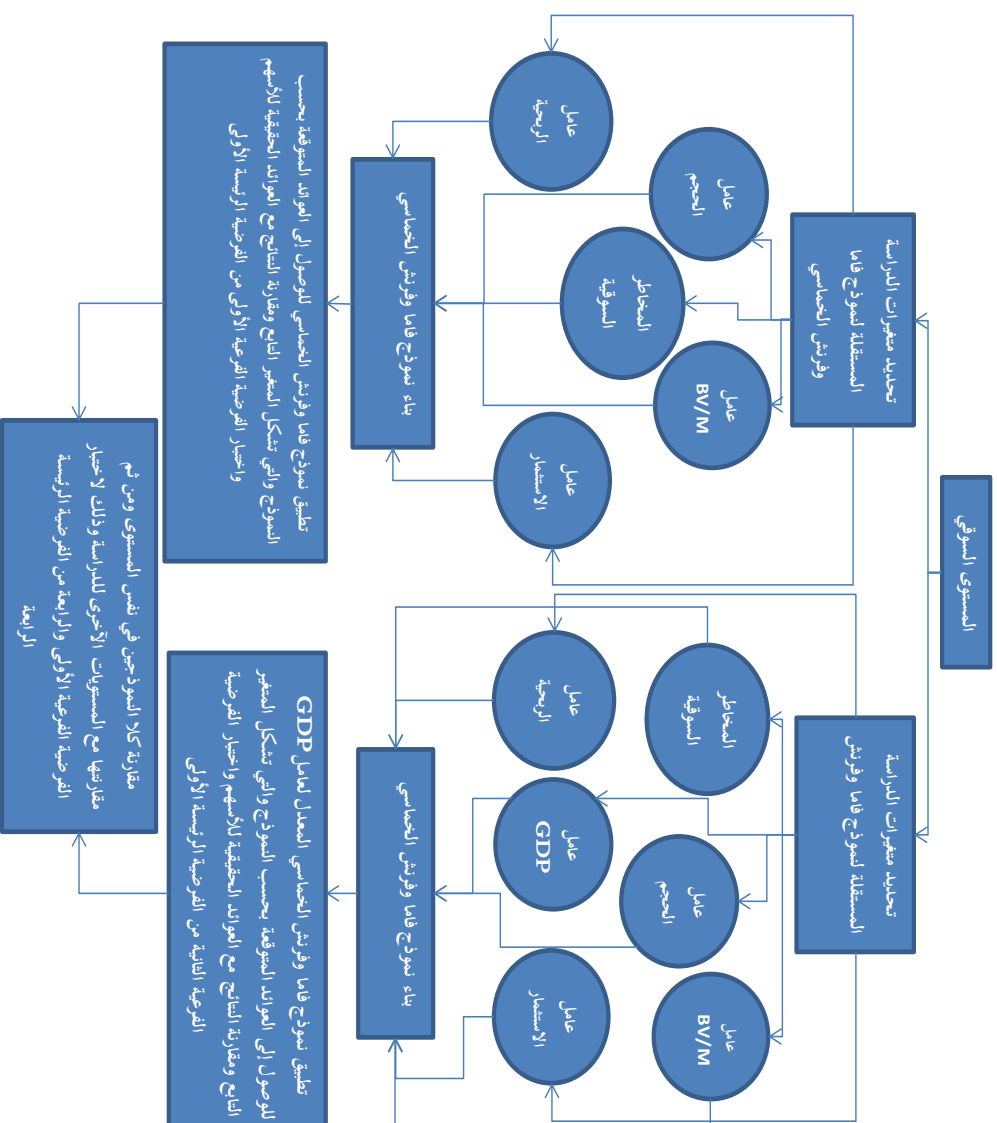 المستوى السوقي
تحديد متغيرات الدراسة
المستقلة لنموذج فاما
وفرنش الخماسي
عامل
الربحية
عامل
الحجم
المخاطر
السوقية
عامل
BV/M
عامل
الاستثمار
بناء نموذج فاما وفرنش الخماسي
تطبيق نموذج فاما وفرنش الخماسي للوصول إلى العوائد المتوقعة بحسب
النموذج والتي تشكل المتغير التابع ومقارنة النتائج مع العوائد الحقيقية للأسهم
واختبار الفرضية الفرعية الأولى من الفرضية الرئيسة الأولى
تحديد متغيرات الدراسة
المستقلة لنموذج فاما وفرنش
المخاطر
السوقية
عامل
الربحية
عامل
GDP
عامل
الحجم
عامل
الاستثمار
عامل
BV/M
بناء نموذج فاما وفرنش الخماسي
تطبيق نموذج فاما وفرنش الخماسي المعدل لعامل GDP
للوصول إلى العوائد المتوقعة بحسب النموذج والتي تشكل المتغير
التابع ومقارنة النتائج مع العوائد الحقيقية للأسهم واختبار الفرضية
الفرعية الثانية من الفرضية الرئيسة الأولى
مقارنة كلا النموذجين في نفس المستوى ومن ثم
مقارنتها مع المستويات الآخرى للدراسة وذلك لاختبار
الفرضية الفرعية الأولى والرابعة من الفرضية الرئيسة
الرابعة